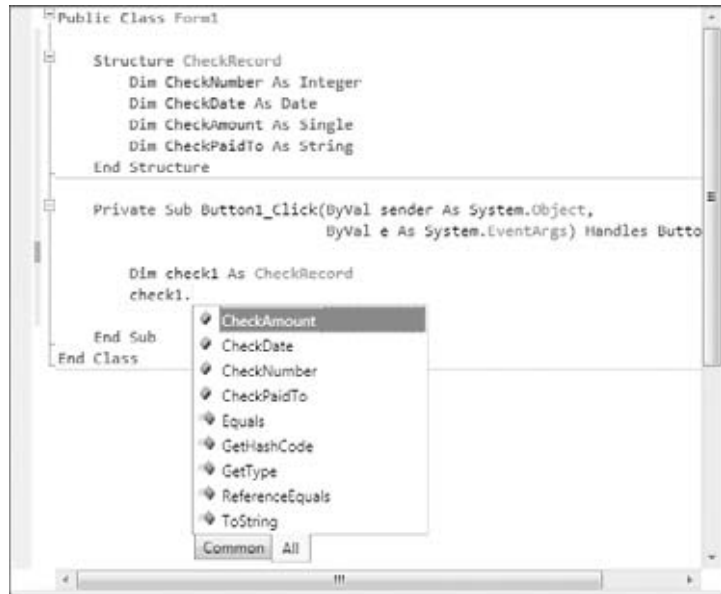 Public Class Form1
Structure CheckRecord
Dim CheckNumber As Integer
Dim CheckDate As Date
Dim CheckAmount As Single
Dim CheckPaidTo As String
End Structure
Private Sub Button1_Click(ByVal sender As System.Object,
ByVal e As System.EventArgs) Handles Butto
Dim check1 As CheckRecord
check1.
CheckAmount
End Sub
CheckDate
End Class
CheckNumber
CheckPaidTo
Equals
GetHashCode
GetType
ReferenceEquals
ToString
Common All